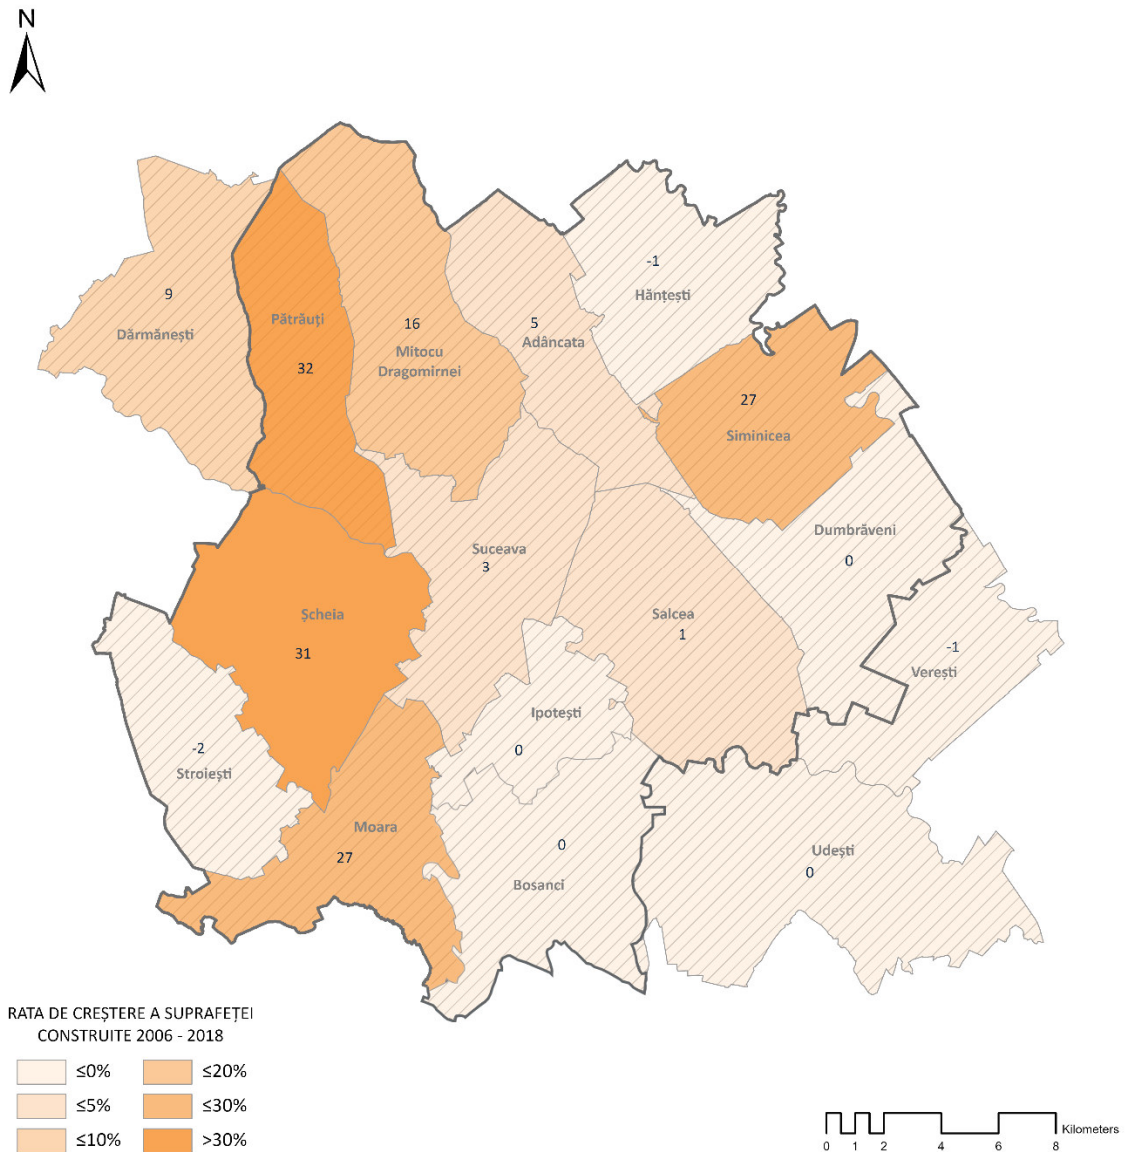 N
-1
Hănțești
9
Dărmănești
Pătrăuți
32
16
Mitocu
Dragomirnei
5
Adâncata
27
Siminicea
Dumbrăveni
0
Suceava
3
Salcea
1
Șcheia
31
-1
Verești
Ipotești
0
-2
Stroiești
Moara
27
0
Bosanci
Udești
0
RATA DE CREȘTERE A SUPRAFEȚEI
CONSTRUITE 2006 - 2018
≤0% ≤20%
≤5% ≤30%
≤10% >30%
Kilometers
0 1 2 4 6 8